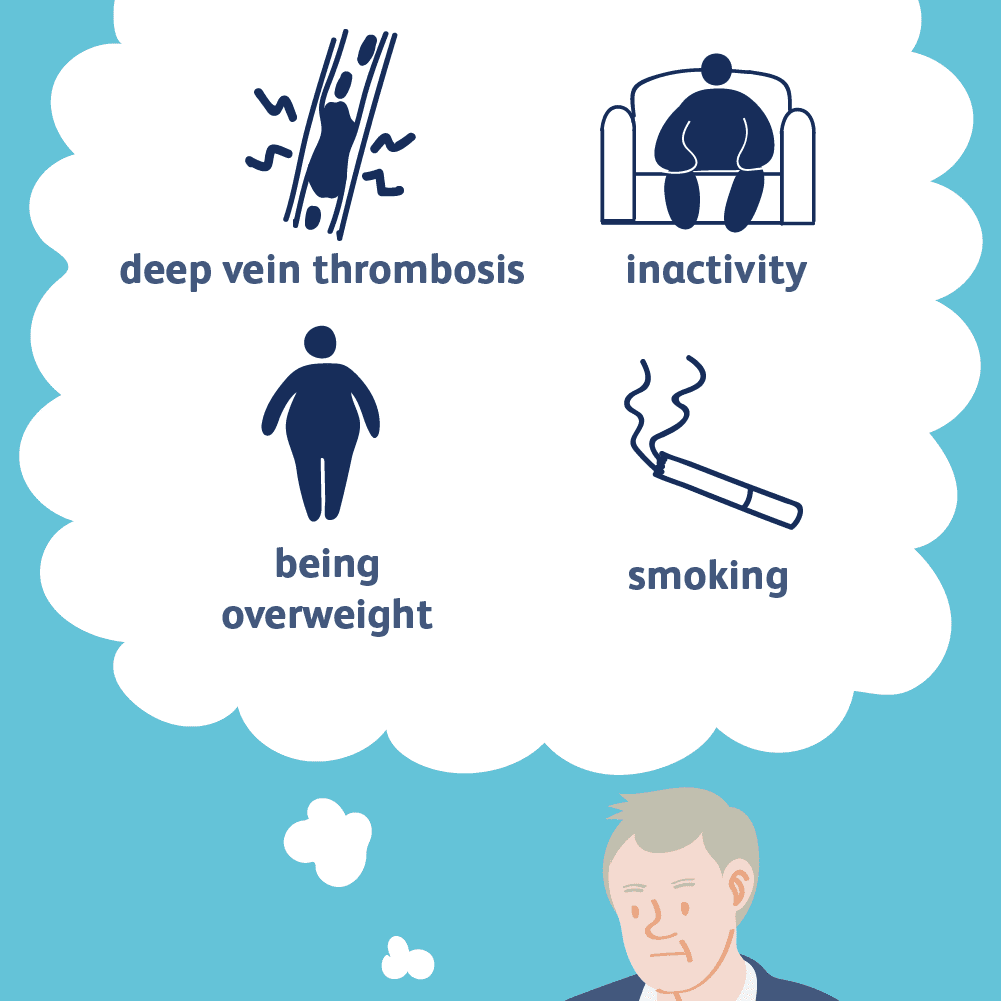 deep vein thrombosis
inactivity
being
overweight
smoking